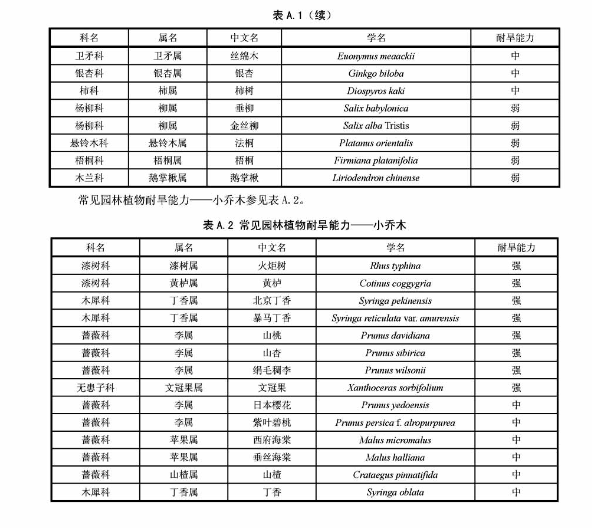 表 A.1（续）
科名 属名 中文名 学名 耐旱能力
卫矛科 卫矛属 丝绵木 Euonymus meaackii 中
银杏科 银杏属 银杏 Ginkgo biloba 中
柿科 柿属 柿树 Diospyros kaki 中
杨柳科 柳属 垂柳 Salix babylonica 弱
杨柳科 柳属 金丝柳 Salix alba Tristis 弱
悬铃木科 悬铃木属 法桐 Platanus orientalis 弱
梧桐科 梧桐属 梧桐 Firmiana platanifolia 弱
木兰科 鹅掌楸属 鹅掌楸 Liriodendron chinense 弱
常见园林植物耐旱能力——小乔木参见表 A.2。
表 A.2 常见园林植物耐旱能力——小乔木
科名 属名 中文名 学名 耐旱能力
漆树科 漆树属 火炬树 Rhus typhina 强
漆树科 黄栌属 黄栌 Cotinus coggygria 强
木犀科 丁香属 北京丁香 Syringa pekinensis 强
木犀科 丁香属 暴马丁香 Syringa reticulata var. amurensis 强
蔷薇科 李属 山桃 Prunus davidiana 强
蔷薇科 李属 山杏 Prunus sibirica 强
蔷薇科 李属 绢毛稠李 Prunus wilsonii 强
无患子科 文冠果属 文冠果 Xanthoceras sorbifolium 强
蔷薇科 李属 日本樱花 Prunus yedoensis 中
蔷薇科 李属 紫叶碧桃 Prunus persica f. atropurpurea 中
蔷薇科 苹果属 西府海棠 Malus micromalus 中
蔷薇科 苹果属 垂丝海棠 Malus halliana 中
蔷薇科 山楂属 山楂 Crataegus pinnatifida 中
木犀科 丁香属 丁香 Syringa oblata 中